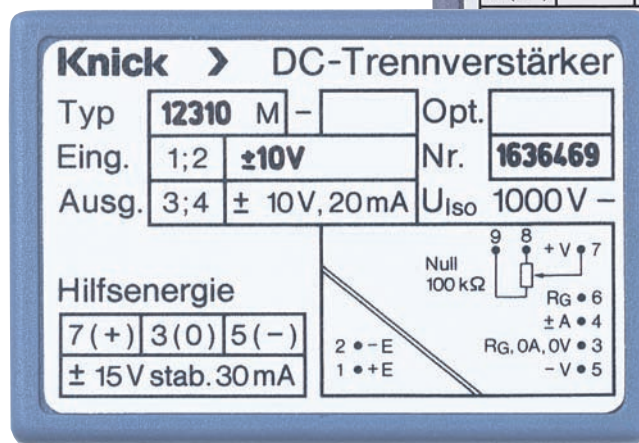 Knick > DC-Trennverstärker
Typ 12310 M - Opt.
Eing. 1;2 ±10V Nr. 1636469
Ausg. 3;4 ± 10V, 20mA UIso 1000V –
Hilfsenergie
7(+) 3(0) 5(–)
± 15V stab. 30mA
9 8 + V • 7
Null
100 kΩ
RG • 6
± A • 4
2 • – E RG, 0A, 0V • 3
1 • + E – V • 5